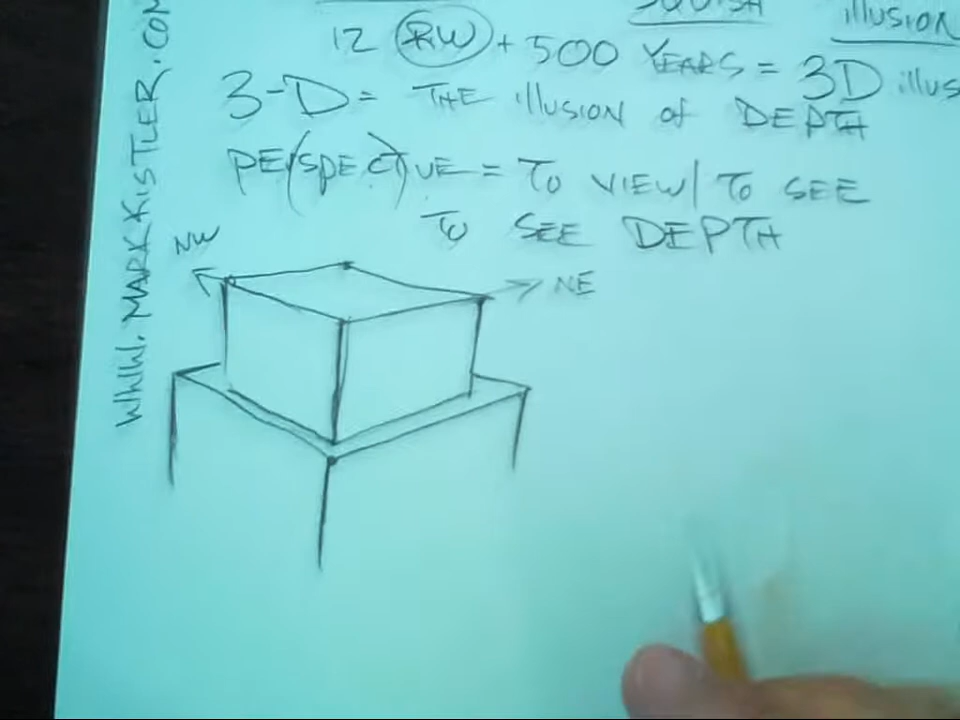 SQUISH illusion
12 RW + 500 YEARS = 3D illus
3-D = THE illusion of DEPTH
PERSPECTIVE = To VIEW/To SEE
To SEE DEPTH
NW
NE
WWW.MARKKISTLER.COM